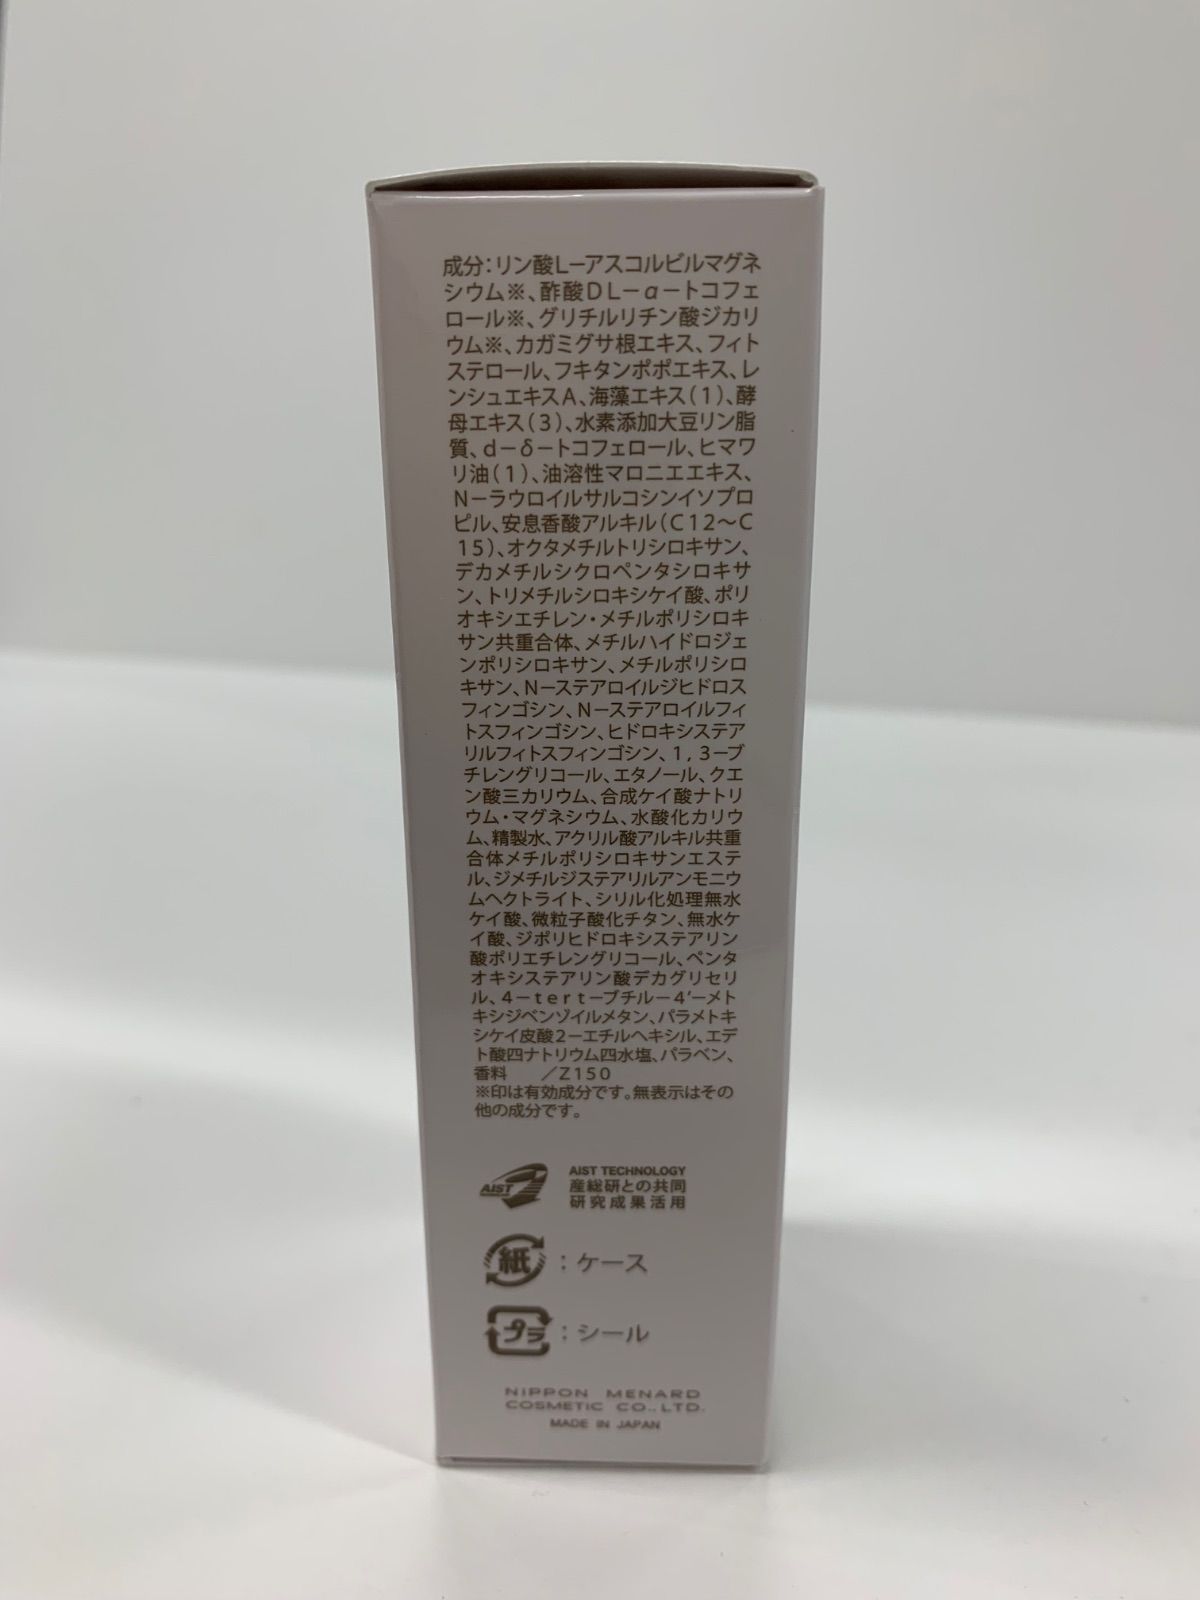 成分：リン酸L－アスコルビルマグネ
シウム※、酢酸DL－α－トコフェ
ロール※、グリチルリチン酸ジカリ
ウム※、カガミグサ根エキス、フィト
ステロール、フキタンポポエキス、レ
ンシュエキスA、海藻エキス（1）、酵
母エキス（3）、水素添加大豆リン脂
質、d－δ－トコフェロール、ヒマワ
リ油（1）、油溶性マロニエエキス、
N－ラウロイルサルコシンイソプロ
ピル、安息香酸アルキル（C12～C
15）、オクタメチルトリシロキサン、
デカメチルシクロペンタシロキサ
ン、トリメチルシロキシケイ酸、ポリ
オキシエチレン・メチルポリシロキ
サン共重合体、メチルハイドロジェ
ンポリシロキサン、メチルポリシロ
キサン、N－ステアロイルジヒドロス
フィンゴシン、N－ステアロイルフィ
トスフィンゴシン、ヒドロキシステア
リルフィトスフィンゴシン、1，3－ブ
チレングリコール、エタノール、クエ
ン酸三カリウム、合成ケイ酸ナトリ
ウム・マグネシウム、水酸化カリウ
ム、精製水、アクリル酸アルキル共重
合体メチルポリシロキサンエステ
ル、ジメチルジステアリルアンモニウ
ムヘクトライト、シリル化処理無水
ケイ酸、微粒子酸化チタン、無水ケ
イ酸、ジポリヒドロキシステアリン
酸ポリエチレングリコール、ペンタ
オキシステアリン酸デカグリセリ
ル、4－tert－ブチル－4'－メト
キシジベンゾイルメタン、パラメトキ
シケイ皮酸2－エチルヘキシル、エデ
ト酸四ナトリウム四水塩、パラベン、
香料　／Z150
※印は有効成分です。無表示はその
他の成分です。
AIST
AIST TECHNOLOGY
産総研との共同
研究成果活用
紙：ケース
プラ：シール
NIPPON MENARD
COSMETIC CO., LTD.
MADE IN JAPAN